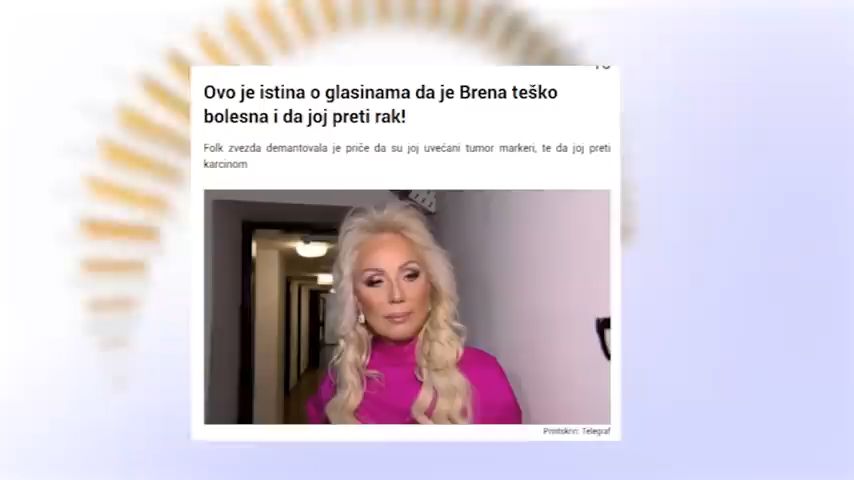 Ovo je istina o glasinama da je Brena teško
bolesna i da joj preti rak!
Folk zvezda demantovala je priče da su joj uvećani tumor markeri, te da joj preti
karcinom
Printskrin: Telegraf